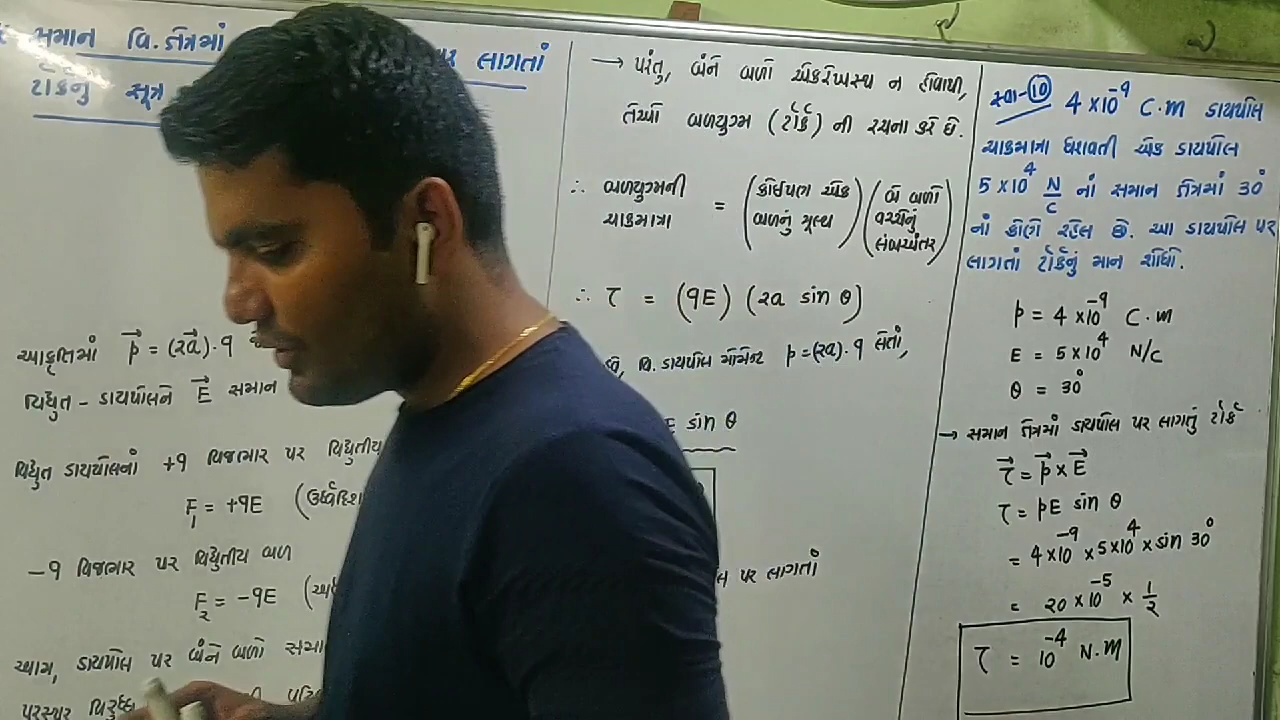 સમાન વિ. ક્ષેત્રમાં પર લાગતાં
ટૉર્કનું સૂત્ર
આકૃતિમાં p⃗ = (2a⃗).q
વિદ્યુત - ડાયપોલને E⃗ સમાન
વિદ્યુત ડાયપોલનાં +q વિજભાર પર વિદ્યુતીય
F₁ = +qE
-q વિજભાર પર વિદ્યુતીય બળ
F₂ = -qE
આમ, ડાયપોલ પર બંને બળો
પરસ્પર વિરુધ્ધ
→ પરંતુ, બંને બળો એકરેખસ્થ ન હોવાથી,
તેઓ બળયુગ્મ (ટૉર્ક) ની રચના કરે છે.
∴ બળયુગ્મની ચાકમાત્રા = (કોઈપણ એક બળનું મૂલ્ય) (બે બળો વચ્ચેનું લંબઅંતર)
∴ τ = (qE) (2a sin θ)
વિ. ડાયપોલ મોમેન્ટ p = (2a).q લેતાં,
sin θ
પર લાગતાં
સ્વા-10 4×10⁻⁹ C.m ડાયપોલ
ચાકમાત્રા ધરાવતી એક ડાયપોલ
5×10⁴ N/C નાં સમાન ક્ષેત્રમાં 30°
નાં કોણે રહેલ છે. આ ડાયપોલ પર
લાગતાં ટૉર્કનું માન શોધો.
p = 4×10⁻⁹ C.m
E = 5×10⁴ N/C
θ = 30°
→ સમાન ક્ષેત્રમાં ડાયપોલ પર લાગતું ટૉર્ક
τ⃗ = p⃗ × E⃗
τ = pE sin θ
= 4×10⁻⁹ × 5×10⁴ × sin 30°
= 20×10⁻⁵ × 1/2
τ = 10⁻⁴ N.m